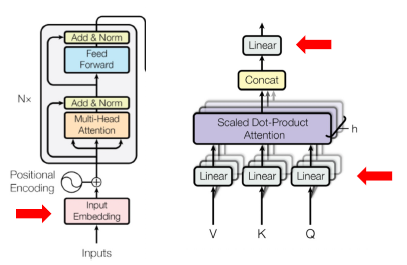 Add & Norm
Feed
Forward
Nx
Add & Norm
Multi-Head
Attention
Positional
Encoding
Input
Embedding
Inputs
Linear
Concat
Scaled Dot-Product
Attention
h
Linear
Linear
Linear
V
K
Q